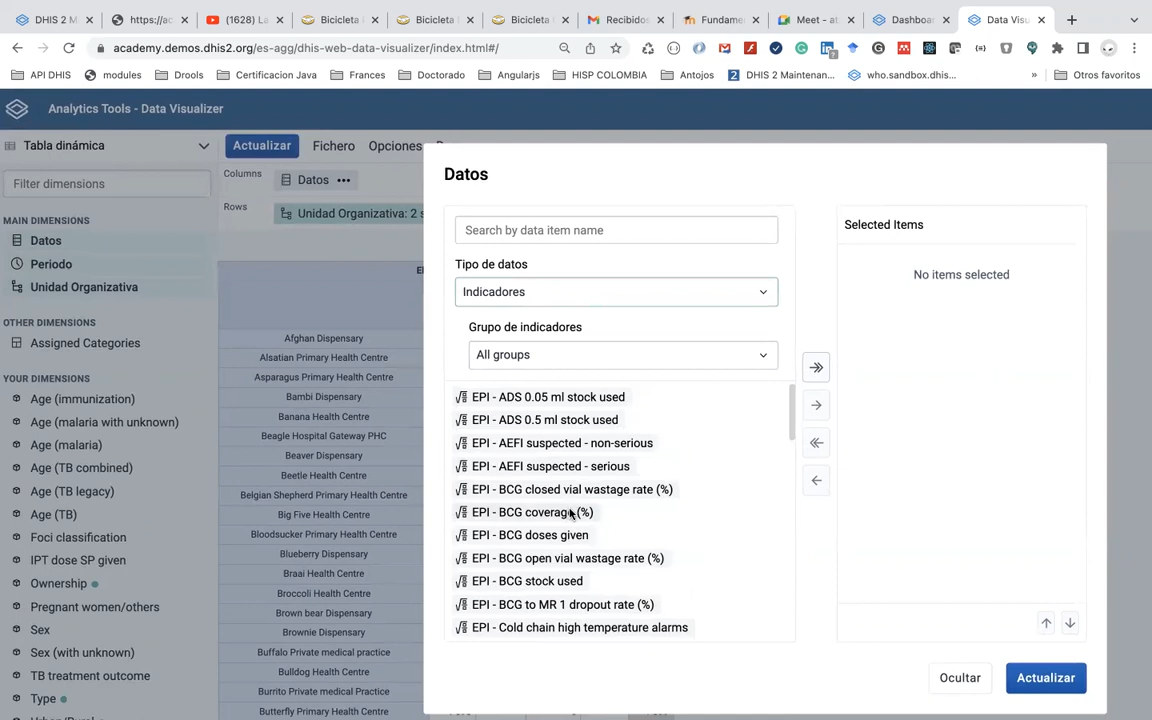 DHIS 2 M
https://ac
(1628) La
Bicicleta
Bicicleta
Bicicleta
Recibidos
Fundame
Meet - at
Dashboar
Data Visu
academy.demos.dhis2.org/es-agg/dhis-web-data-visualizer/index.html#/
API DHIS
modules
Drools
Certificacion Java
Frances
Doctorado
Angularjs
HISP COLOMBIA
Antojos
DHIS 2 Maintenan...
who.sandbox.dhis...
»
Otros favoritos
Analytics Tools - Data Visualizer
Tabla dinámica
Actualizar
Fichero
Opciones
Filter dimensions
Columns
Datos •••
Rows
Unidad Organizativa: 2 s
MAIN DIMENSIONS
Datos
Periodo
Unidad Organizativa
OTHER DIMENSIONS
Assigned Categories
YOUR DIMENSIONS
Age (immunization)
Age (malaria with unknown)
Age (malaria)
Age (TB combined)
Age (TB legacy)
Age (TB)
Foci classification
IPT dose SP given
Ownership
Pregnant women/others
Sex
Sex (with unknown)
TB treatment outcome
Type
Afghan Dispensary
Alsatian Primary Health Centre
Asparagus Primary Health Centre
Bambi Dispensary
Banana Health Centre
Beagle Hospital Gateway PHC
Beaver Dispensary
Beetle Health Centre
Belgian Shepherd Primary Health Centre
Big Five Health Centre
Bloodsucker Primary Health Centre
Blueberry Dispensary
Braai Health Centre
Broccoli Health Centre
Brown bear Dispensary
Brownie Dispensary
Buffalo Private medical practice
Bulldog Health Centre
Burrito Private medical Practice
Butterfly Primary Health Centre
Datos
Search by data item name
Tipo de datos
Indicadores
Grupo de indicadores
All groups
EPI - ADS 0.05 ml stock used
EPI - ADS 0.5 ml stock used
EPI - AEFI suspected - non-serious
EPI - AEFI suspected - serious
EPI - BCG closed vial wastage rate (%)
EPI - BCG coverage (%)
EPI - BCG doses given
EPI - BCG open vial wastage rate (%)
EPI - BCG stock used
EPI - BCG to MR 1 dropout rate (%)
EPI - Cold chain high temperature alarms
Selected Items
No items selected
Ocultar
Actualizar